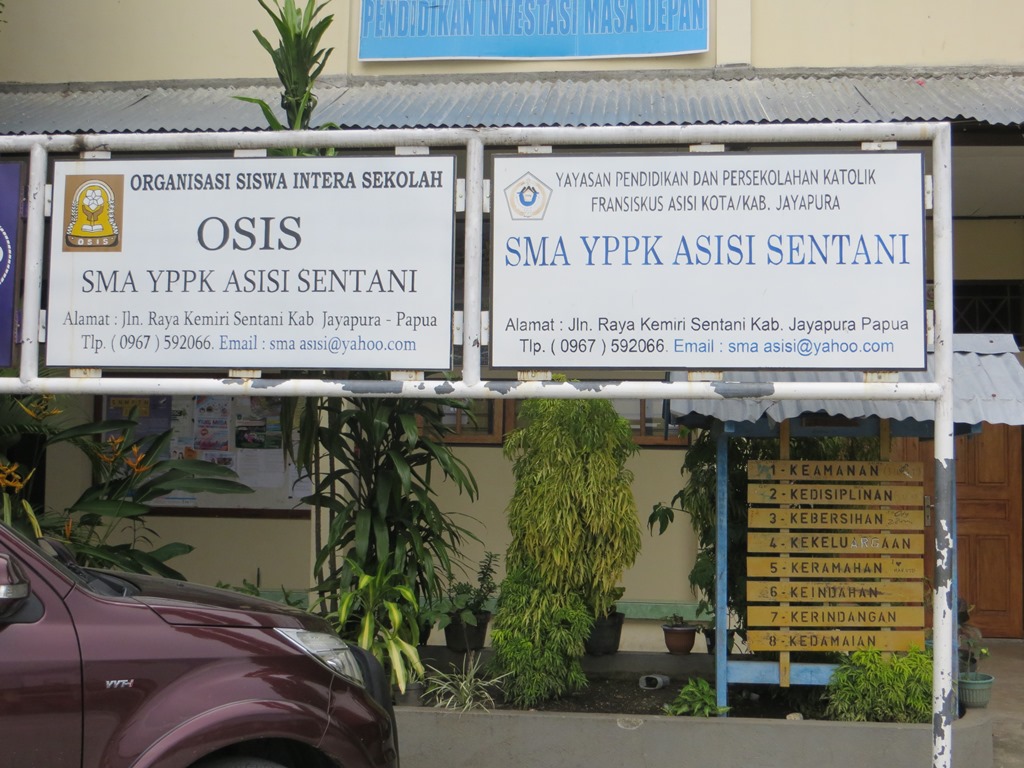 PENDIDIKAN INVESTASI MASA DEPAN
ORGANISASI SISWA INTERA SEKOLAH
OSIS
OSIS
SMA YPPK ASISI SENTANI
Alamat : Jln. Raya Kemiri Sentani Kab Jayapura - Papua
Tlp. ( 0967 ) 592066. Email : sma asisi@yahoo.com
YAYASAN PENDIDIKAN DAN PERSEKOLAHAN KATOLIK
FRANSISKUS ASISI KOTA/KAB. JAYAPURA
SMA YPPK ASISI SENTANI
Alamat : Jln. Raya Kemiri Sentani Kab. Jayapura Papua
Tlp. ( 0967 ) 592066. Email : sma asisi@yahoo.com
1 - KEAMANAN
2 - KEDISIPLINAN
3 - KEBERSIHAN
4 - KEKELUARGAAN
5 - KERAMAHAN
6 - KEINDAHAN
7 - KERINDANGAN
8 - KEDAMAIAN
VVT-i